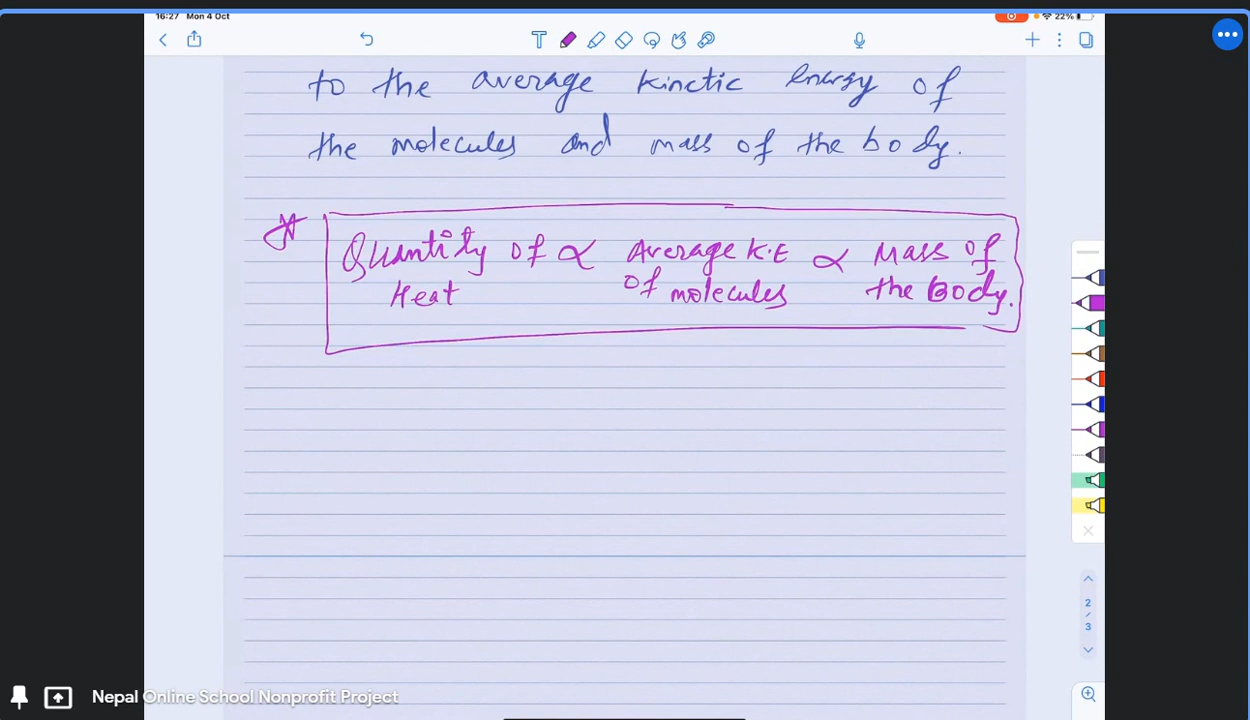 16:27 Mon 4 Oct
22%
T
to the average kinetic energy of
the molecules and mass of the body.
Quantity of ∝ Average K.E ∝ Mass of
Heat of molecules the Body.
2
/
3
Nepal Online School Nonprofit Project